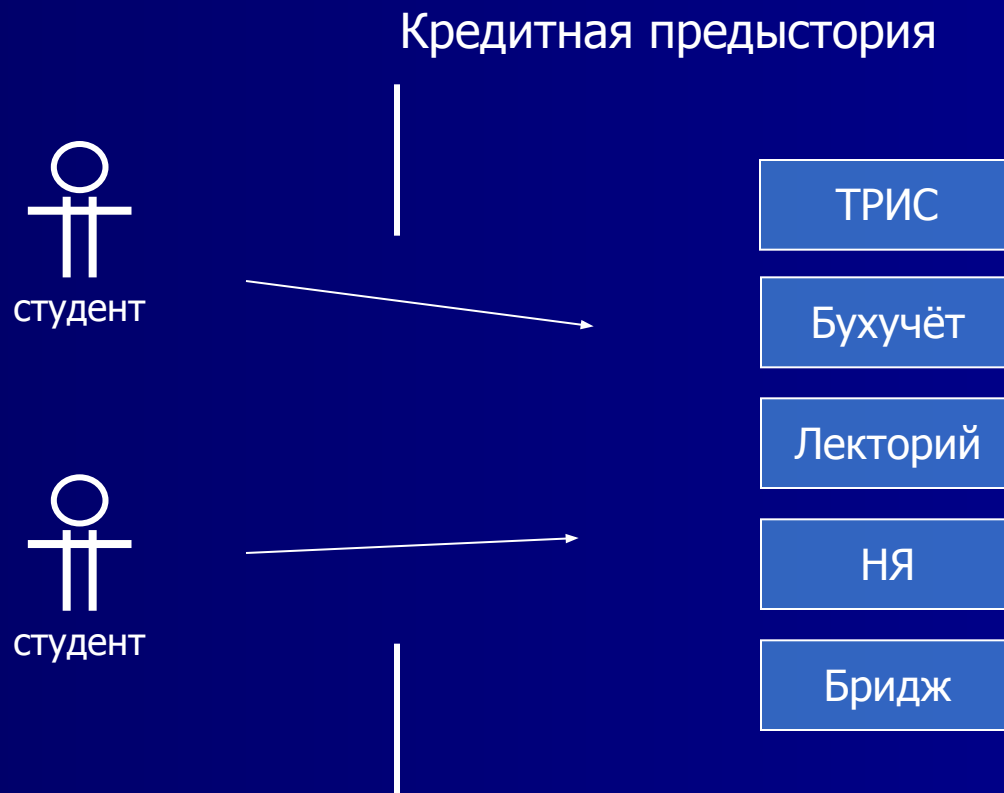 Кредитная предыстория
студент
студент
ТРИС
Бухучёт
Лекторий
НЯ
Бридж